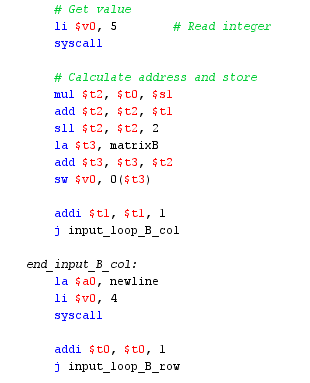 # Get value
li $v0, 5 # Read integer
syscall
# Calculate address and store
mul $t2, $t0, $s1
add $t2, $t2, $t1
sll $t2, $t2, 2
la $t3, matrixB
add $t3, $t3, $t2
sw $v0, 0($t3)
addi $t1, $t1, 1
j input_loop_B_col
end_input_B_col:
la $a0, newline
li $v0, 4
syscall
addi $t0, $t0, 1
j input_loop_B_row